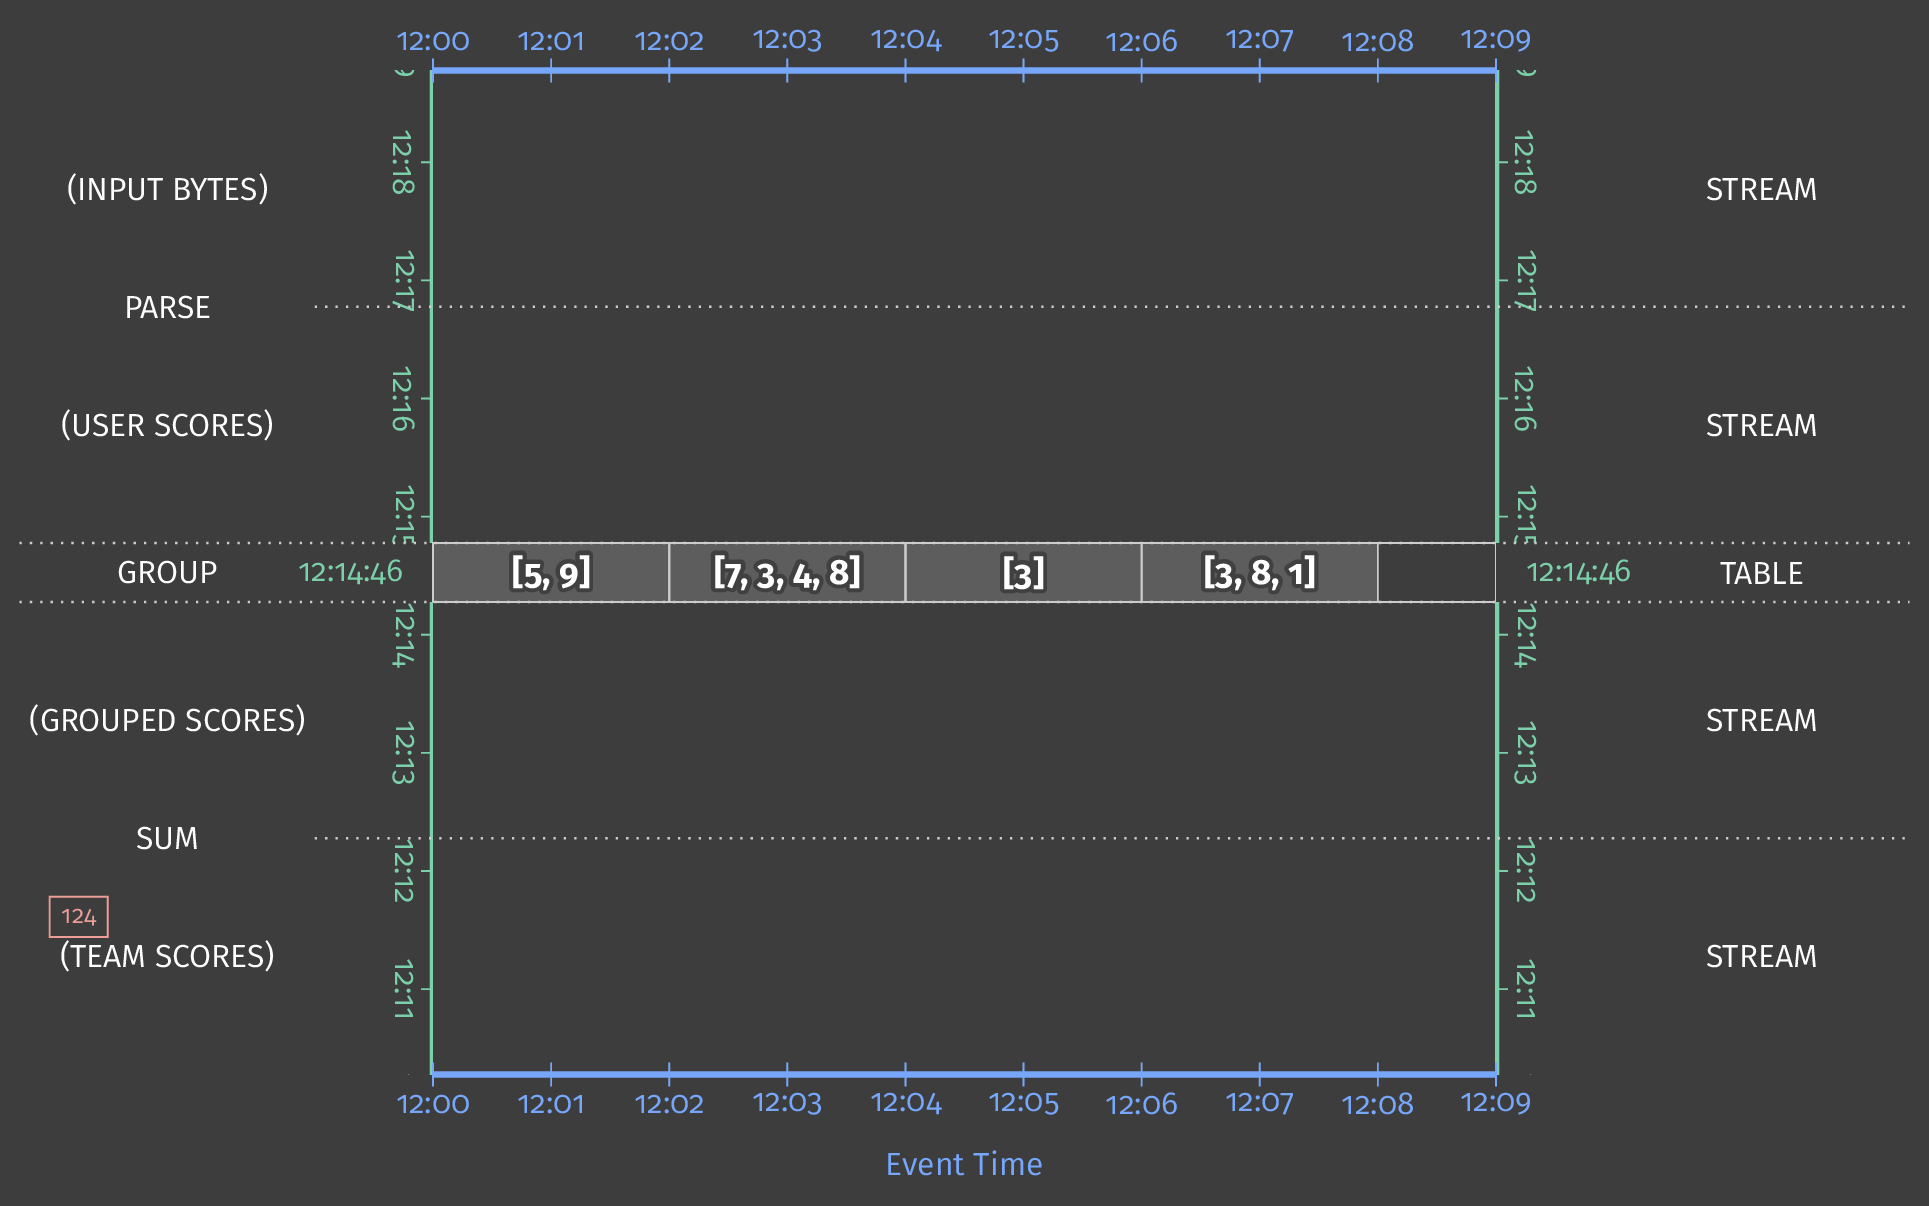 12:00 12:01 12:02 12:03 12:04 12:05 12:06 12:07 12:08 12:09
12:18 12:18
(INPUT BYTES) STREAM
12:17 12:17
PARSE
12:16 12:16
(USER SCORES) STREAM
12:15 12:15
GROUP 12:14:46 [5, 9] [7, 3, 4, 8] [3] [3, 8, 1] 12:14:46 TABLE
12:14 12:14
(GROUPED SCORES) STREAM
12:13 12:13
SUM
12:12 12:12
124
(TEAM SCORES) STREAM
12:11 12:11
12:00 12:01 12:02 12:03 12:04 12:05 12:06 12:07 12:08 12:09
Event Time